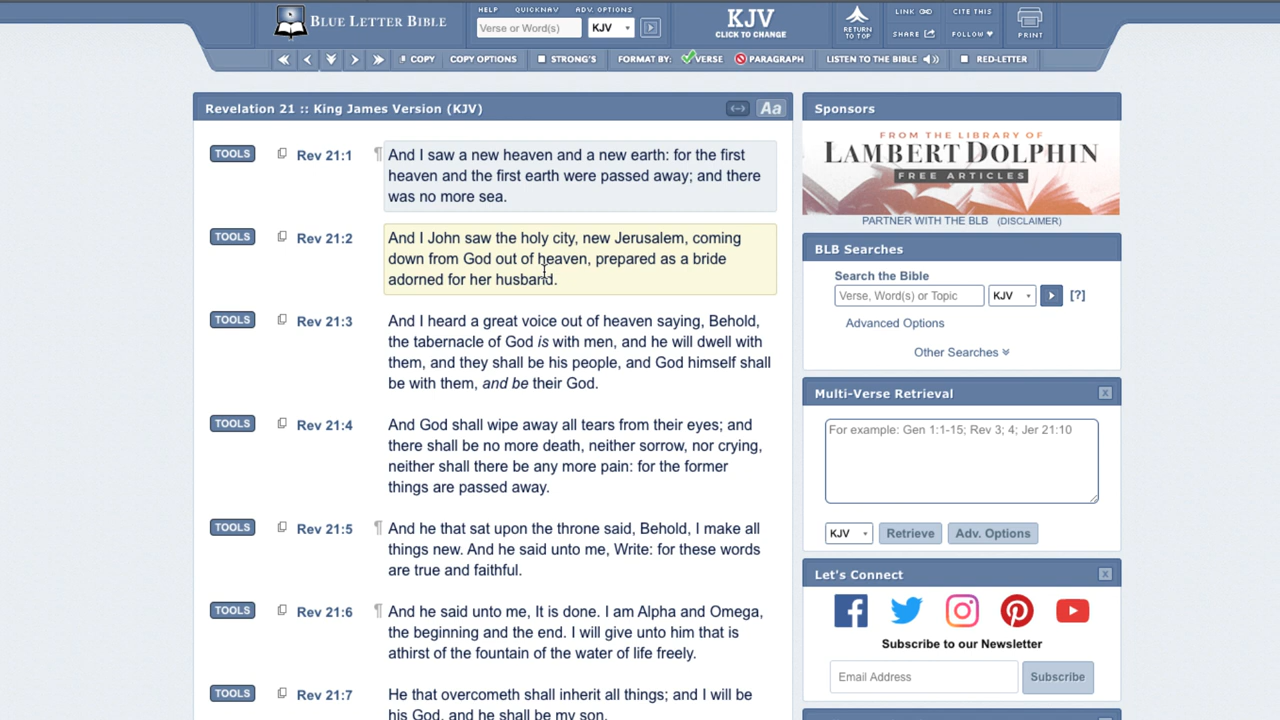 HELP QUICKNAV ADV. OPTIONS
BLUE LETTER BIBLE
Verse or Word(s) KJV
KJV
CLICK TO CHANGE
RETURN
TO TOP
LINK CITE THIS
SHARE FOLLOW
PRINT
COPY COPY OPTIONS STRONG'S FORMAT BY: VERSE PARAGRAPH LISTEN TO THE BIBLE RED-LETTER
Revelation 21 :: King James Version (KJV) Aa
TOOLS Rev 21:1 ¶ And I saw a new heaven and a new earth: for the first
heaven and the first earth were passed away; and there
was no more sea.
TOOLS Rev 21:2 And I John saw the holy city, new Jerusalem, coming
down from God out of heaven, prepared as a bride
adorned for her husband.
TOOLS Rev 21:3 And I heard a great voice out of heaven saying, Behold,
the tabernacle of God is with men, and he will dwell with
them, and they shall be his people, and God himself shall
be with them, and be their God.
TOOLS Rev 21:4 And God shall wipe away all tears from their eyes; and
there shall be no more death, neither sorrow, nor crying,
neither shall there be any more pain: for the former
things are passed away.
TOOLS Rev 21:5 ¶ And he that sat upon the throne said, Behold, I make all
things new. And he said unto me, Write: for these words
are true and faithful.
TOOLS Rev 21:6 ¶ And he said unto me, It is done. I am Alpha and Omega,
the beginning and the end. I will give unto him that is
athirst of the fountain of the water of life freely.
TOOLS Rev 21:7 He that overcometh shall inherit all things; and I will be
his God, and he shall be my son.
Sponsors
FROM THE LIBRARY OF
LAMBERT DOLPHIN
FREE ARTICLES
PARTNER WITH THE BLB (DISCLAIMER)
BLB Searches
Search the Bible
Verse, Word(s) or Topic KJV [?]
Advanced Options
Other Searches
Multi-Verse Retrieval x
For example: Gen 1:1-15; Rev 3; 4; Jer 21:10
KJV Retrieve Adv. Options
Let's Connect x
Subscribe to our Newsletter
Email Address Subscribe